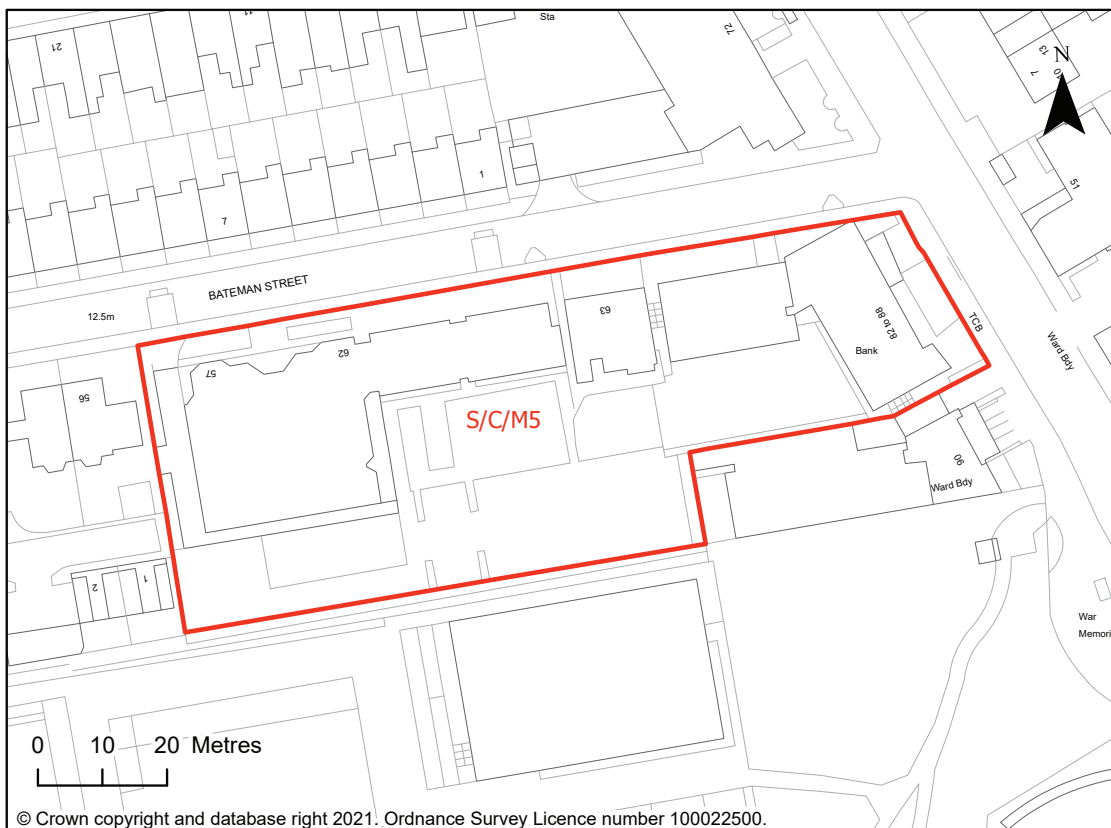 Sta
21
11
72
13
10
7
N
51
1
7
BATEMAN STREET
12.5m
63
62
57
56
82 to 88
Bank
TCB
Ward Bdy
S/C/M5
90
Ward Bdy
1
2
War
Memori
0 10 20 Metres
© Crown copyright and database right 2021. Ordnance Survey Licence number 100022500.